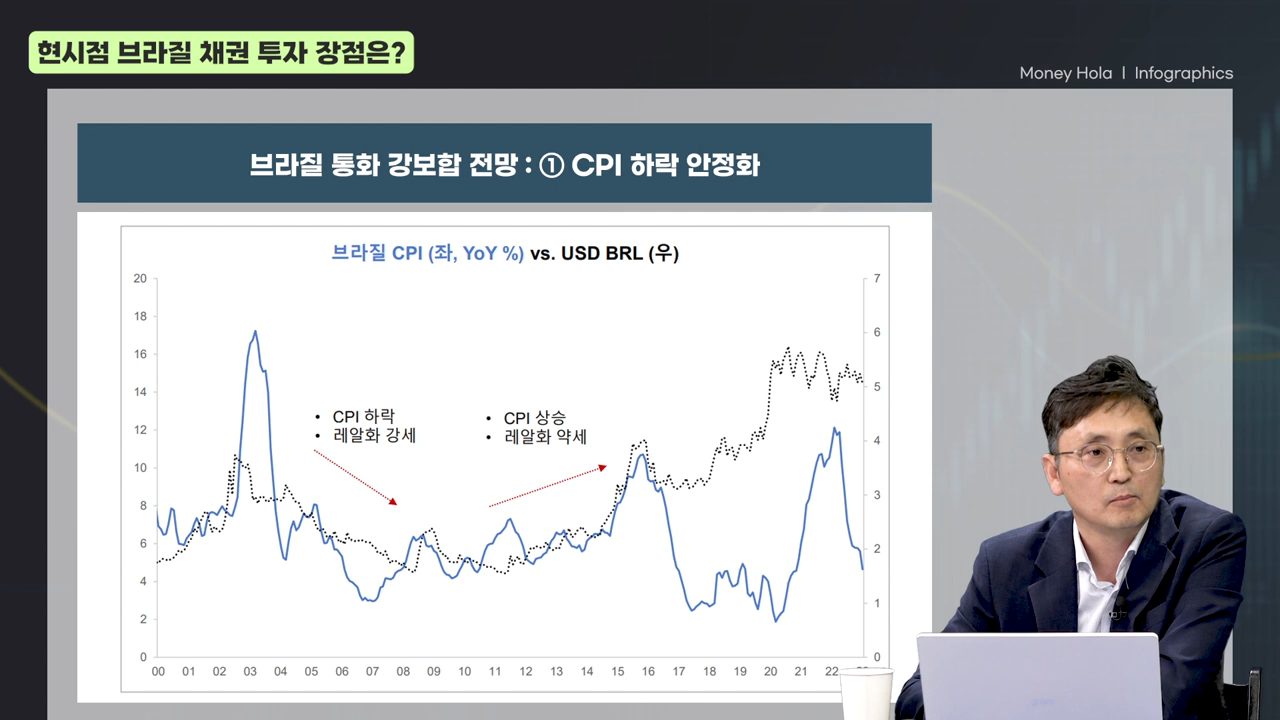 현시점 브라질 채권 투자 장점은?
Money Hola | Infographics
브라질 통화 강보합 전망 : ① CPI 하락 안정화
브라질 CPI (좌, YoY %) vs. USD BRL (우)
20
18
16
14
12
10
8
6
4
2
0
7
6
5
4
3
2
1
0
• CPI 하락
• 레알화 강세
• CPI 상승
• 레알화 약세
00 01 02 03 04 05 06 07 08 09 10 11 12 13 14 15 16 17 18 19 20 21 22